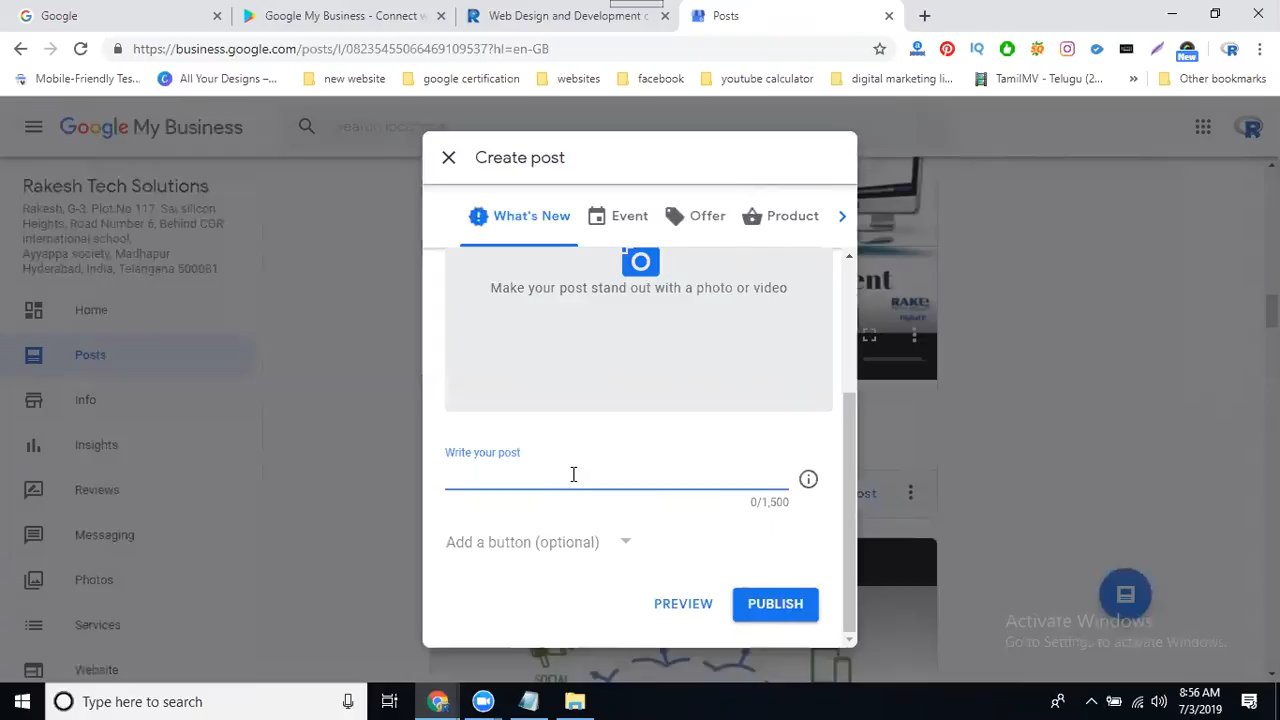 Google
Google My Business - Connect w
Web Design and Development c
Posts
https://business.google.com/posts/l/08235455066469109537?hl=en-GB
New
Mobile-Friendly Tes...
All Your Designs –...
new website
google certification
websites
facebook
youtube calculator
digital marketing li...
TamilMV - Telugu (2...
Other bookmarks
Google My Business
Create post
Rakesh Tech Solutions
Rakesh, G-3, Plot.No 117, Sai silicon
Heights, Road Number 6, Behind CGR
international school,
Ayyappa society, Madhapur
Hyderabad, India, Telangana 500081
What's New
Event
Offer
Product
Make your post stand out with a photo or video
Home
Posts
Info
Insights
Reviews
Messaging
Photos
Services
Website
Write your post
0/1,500
Add a button (optional)
PREVIEW
PUBLISH
ent
ost
Activate Windows
Go to Settings to activate Windows.
Type here to search
8:56 AM
7/3/2019